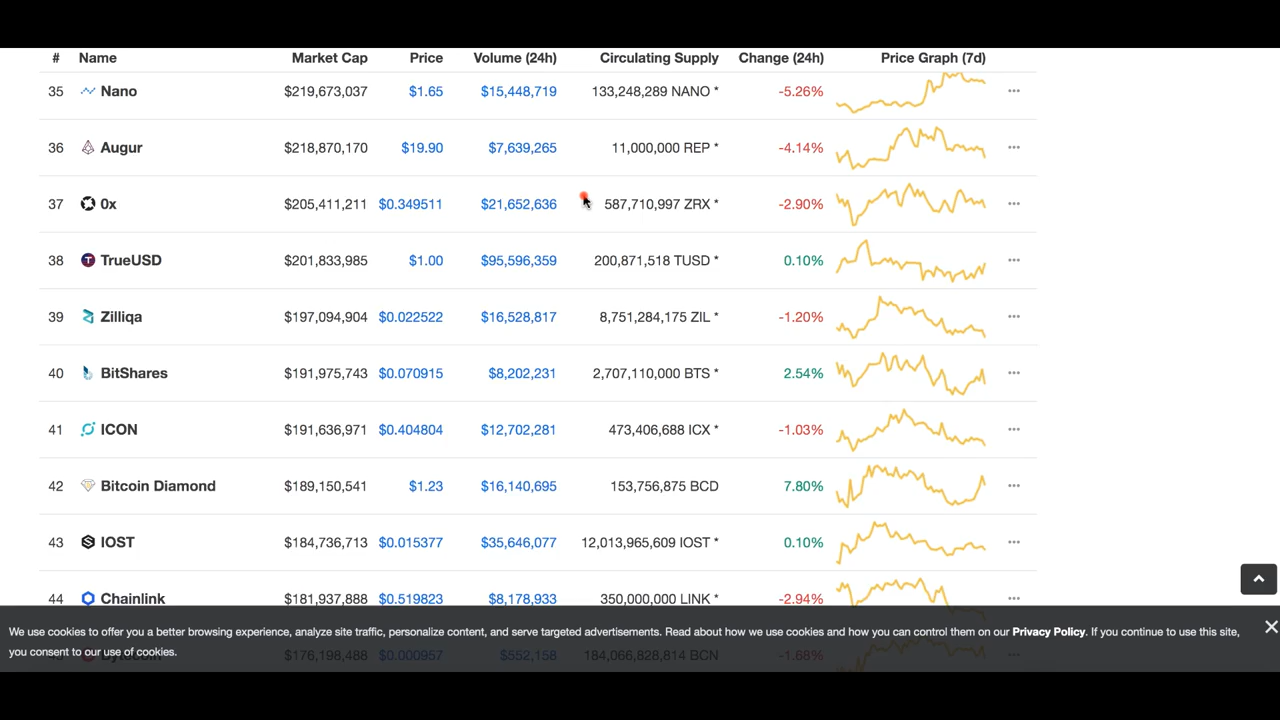 # Name Market Cap Price Volume (24h) Circulating Supply Change (24h) Price Graph (7d)
35 Nano $219,673,037 $1.65 $15,448,719 133,248,289 NANO * -5.26%
36 Augur $218,870,170 $19.90 $7,639,265 11,000,000 REP * -4.14%
37 0x $205,411,211 $0.349511 $21,652,636 587,710,997 ZRX * -2.90%
38 TrueUSD $201,833,985 $1.00 $95,596,359 200,871,518 TUSD * 0.10%
39 Zilliqa $197,094,904 $0.022522 $16,528,817 8,751,284,175 ZIL * -1.20%
40 BitShares $191,975,743 $0.070915 $8,202,231 2,707,110,000 BTS * 2.54%
41 ICON $191,636,971 $0.404804 $12,702,281 473,406,688 ICX * -1.03%
42 Bitcoin Diamond $189,150,541 $1.23 $16,140,695 153,756,875 BCD 7.80%
43 IOST $184,736,713 $0.015377 $35,646,077 12,013,965,609 IOST * 0.10%
44 Chainlink $181,937,888 $0.519823 $8,178,933 350,000,000 LINK * -2.94%
We use cookies to offer you a better browsing experience, analyze site traffic, personalize content, and serve targeted advertisements. Read about how we use cookies and how you can control them on our Privacy Policy. If you continue to use this site,
you consent to our use of cookies.
45 Bytecoin $176,198,488 $0.000957 $552,158 184,066,828,814 BCN -1.68%